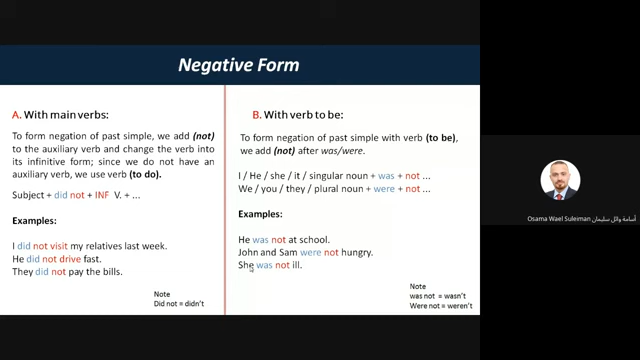 Negative Form
A. With main verbs:
To form negation of past simple, we add (not)
to the auxiliary verb and change the verb into
its infinitive form; since we do not have an
auxiliary verb, we use verb (to do).
Subject + did not + INF V. + ...
Examples:
I did not visit my relatives last week.
He did not drive fast.
They did not pay the bills.
Note
Did not = didn't
B. With verb to be:
To form negation of past simple with verb (to be),
we add (not) after was/were.
I / He / she / it / singular noun + was + not ...
We / you / they / plural noun + were + not ...
Examples:
He was not at school.
John and Sam were not hungry.
She was not ill.
Note
was not = wasn't
Were not = weren't
Osama Wael Suleiman أسامة وائل سليمان